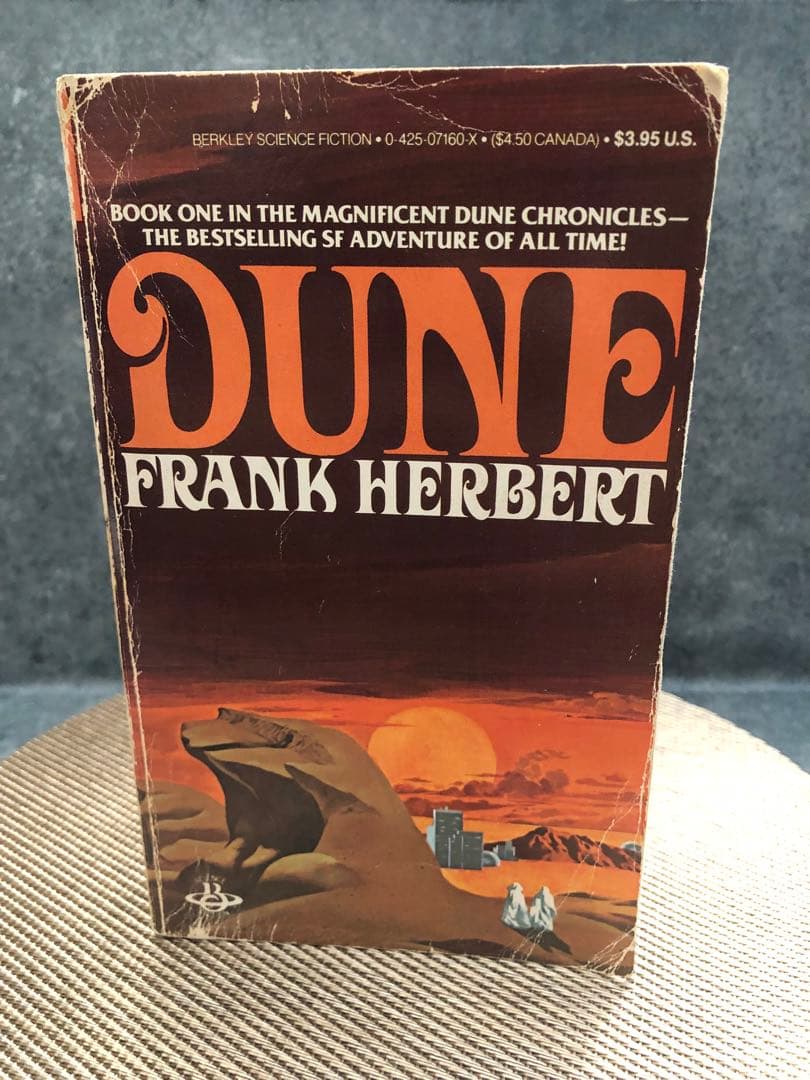 BERKLEY SCIENCE FICTION • 0-425-07160-X • ($4.50 CANADA) • $3.95 U.S.
BOOK ONE IN THE MAGNIFICENT DUNE CHRONICLES—
THE BESTSELLING SF ADVENTURE OF ALL TIME!
DUNE
FRANK HERBERT
B